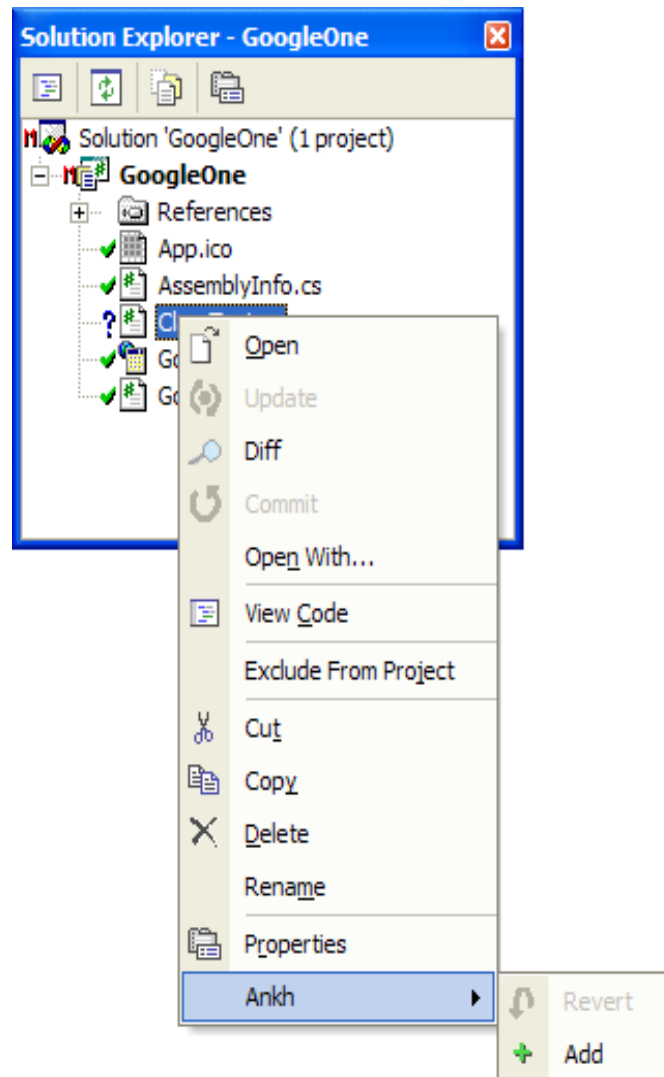 Solution Explorer - GoogleOne
Solution 'GoogleOne' (1 project)
GoogleOne
References
App.ico
AssemblyInfo.cs
Open
Update
Diff
Commit
Open With...
View Code
Exclude From Project
Cut
Copy
Delete
Rename
Properties
Ankh
Revert
Add